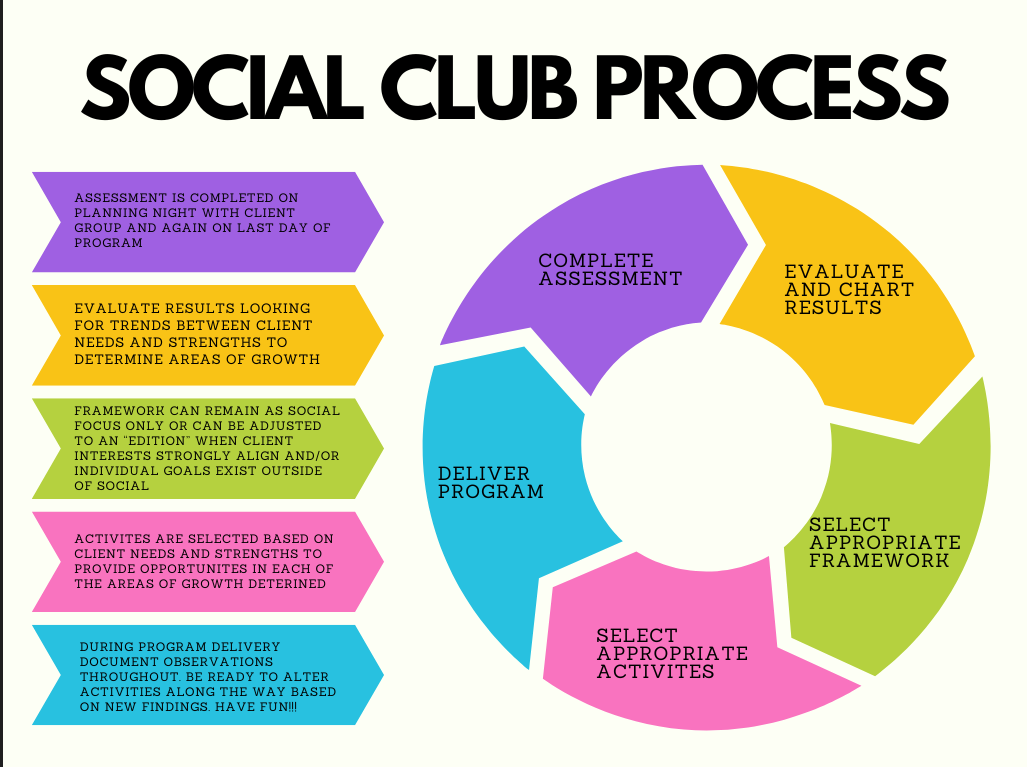 SOCIAL CLUB PROCESS
ASSESSMENT IS COMPLETED ON
PLANNING NIGHT WITH CLIENT
GROUP AND AGAIN ON LAST DAY OF
PROGRAM
EVALUATE RESULTS LOOKING
FOR TRENDS BETWEEN CLIENT
NEEDS AND STRENGTHS TO
DETERMINE AREAS OF GROWTH
FRAMEWORK CAN REMAIN AS SOCIAL
FOCUS ONLY OR CAN BE ADJUSTED
TO AN "EDITION" WHEN CLIENT
INTERESTS STRONGLY ALIGN AND/OR
INDIVIDUAL GOALS EXIST OUTSIDE
OF SOCIAL
ACTIVITES ARE SELECTED BASED ON
CLIENT NEEDS AND STRENGTHS TO
PROVIDE OPPORTUNITES IN EACH OF
THE AREAS OF GROWTH DETERINED
DURING PROGRAM DELIVERY
DOCUMENT OBSERVATIONS
THROUGHOUT. BE READY TO ALTER
ACTIVITIES ALONG THE WAY BASED
ON NEW FINDINGS. HAVE FUN!!!
COMPLETE
ASSESSMENT
EVALUATE
AND CHART
RESULTS
SELECT
APPROPRIATE
FRAMEWORK
SELECT
APPROPRIATE
ACTIVITES
DELIVER
PROGRAM